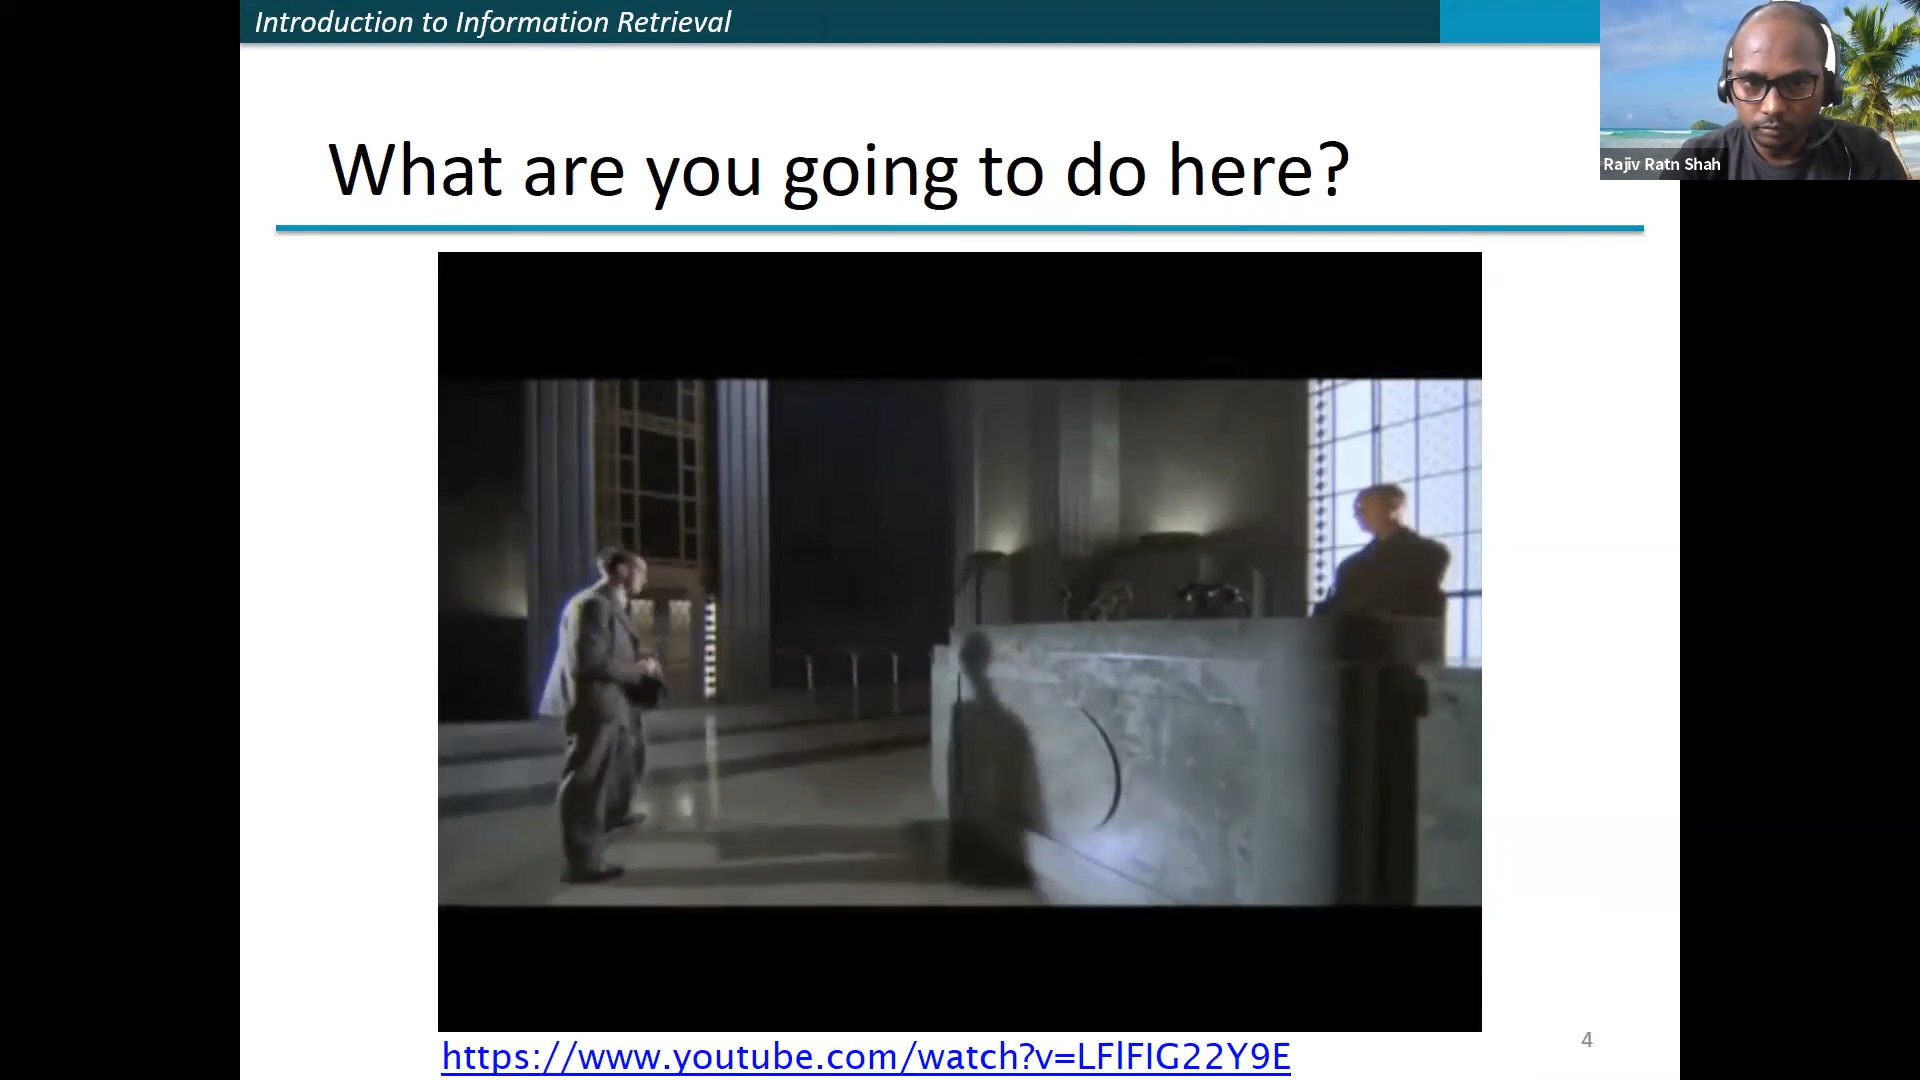 Introduction to Information Retrieval
Rajiv Ratn Shah
What are you going to do here?
https://www.youtube.com/watch?v=LFlFIG22Y9E
4